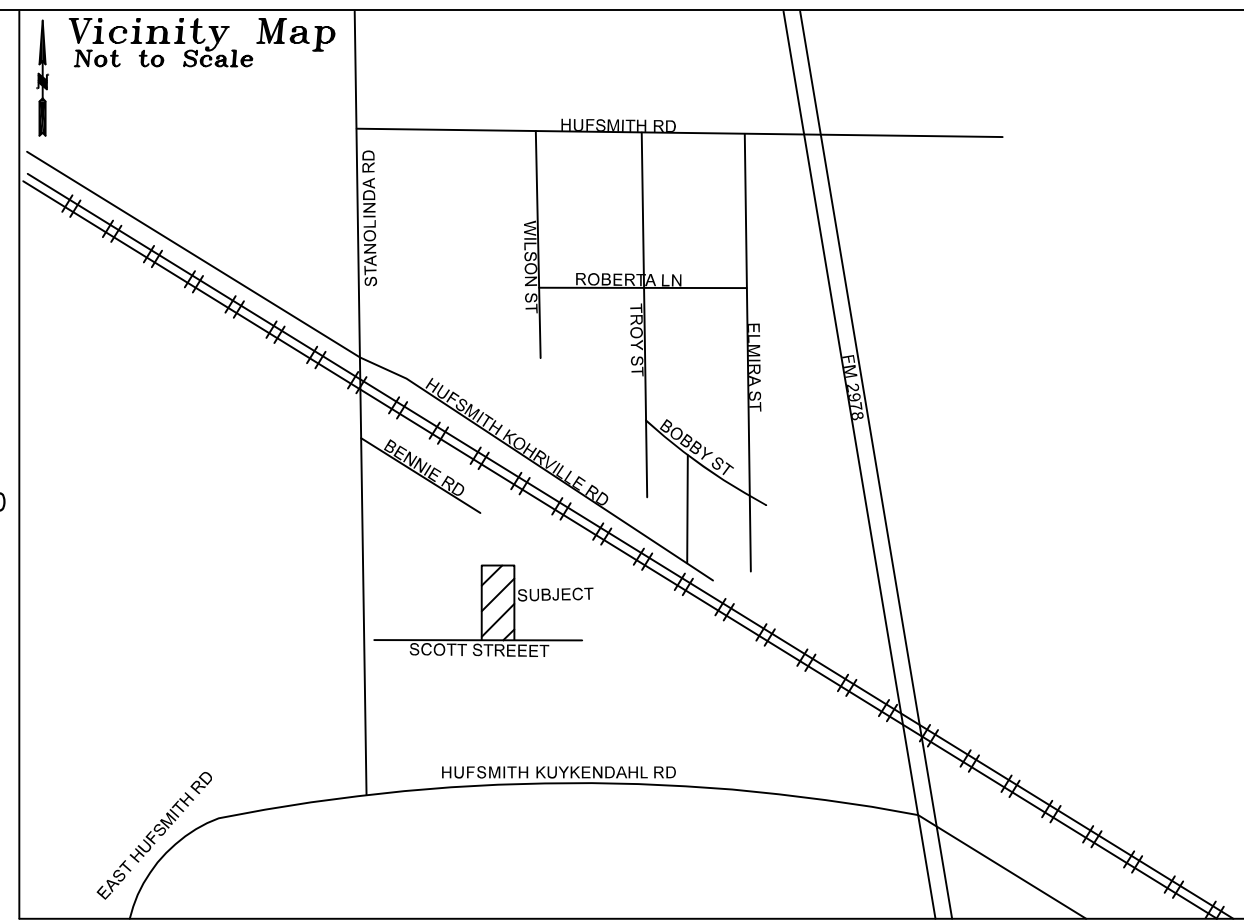 Vicinity Map
Not to Scale
N
HUFSMITH RD
STANOLINDA RD
WILSON ST
ROBERTA LN
TROY ST
ELMIRA ST
FM 2978
HUFSMITH KOHRVILLE RD
BOBBY ST
BENNIE RD
0
SUBJECT
SCOTT STREEET
HUFSMITH KUYKENDAHL RD
EAST HUFSMITH RD